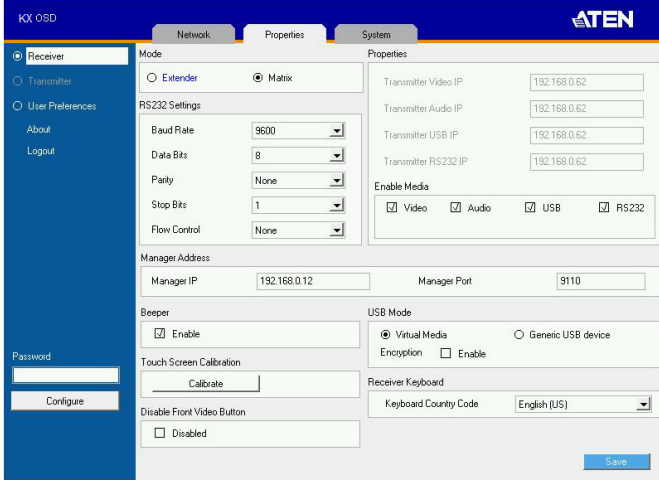 KX OSD
ATEN
Network Properties System
Receiver
Transmitter
User Preferences
About
Logout
Password
Configure
Mode
Extender Matrix
RS232 Settings
Baud Rate 9600
Data Bits 8
Parity None
Stop Bits 1
Flow Control None
Properties
Transmitter Video IP 192.168.0.62
Transmitter Audio IP 192.168.0.62
Transmitter USB IP 192.168.0.62
Transmitter RS232 IP 192.168.0.62
Enable Media
Video Audio USB RS232
Manager Address
Manager IP 192.168.0.12 Manager Port 9110
Beeper
Enable
Touch Screen Calibration
Calibrate
Disable Front Video Button
Disabled
USB Mode
Virtual Media Generic USB device
Encryption Enable
Receiver Keyboard
Keyboard Country Code English (US)
Save